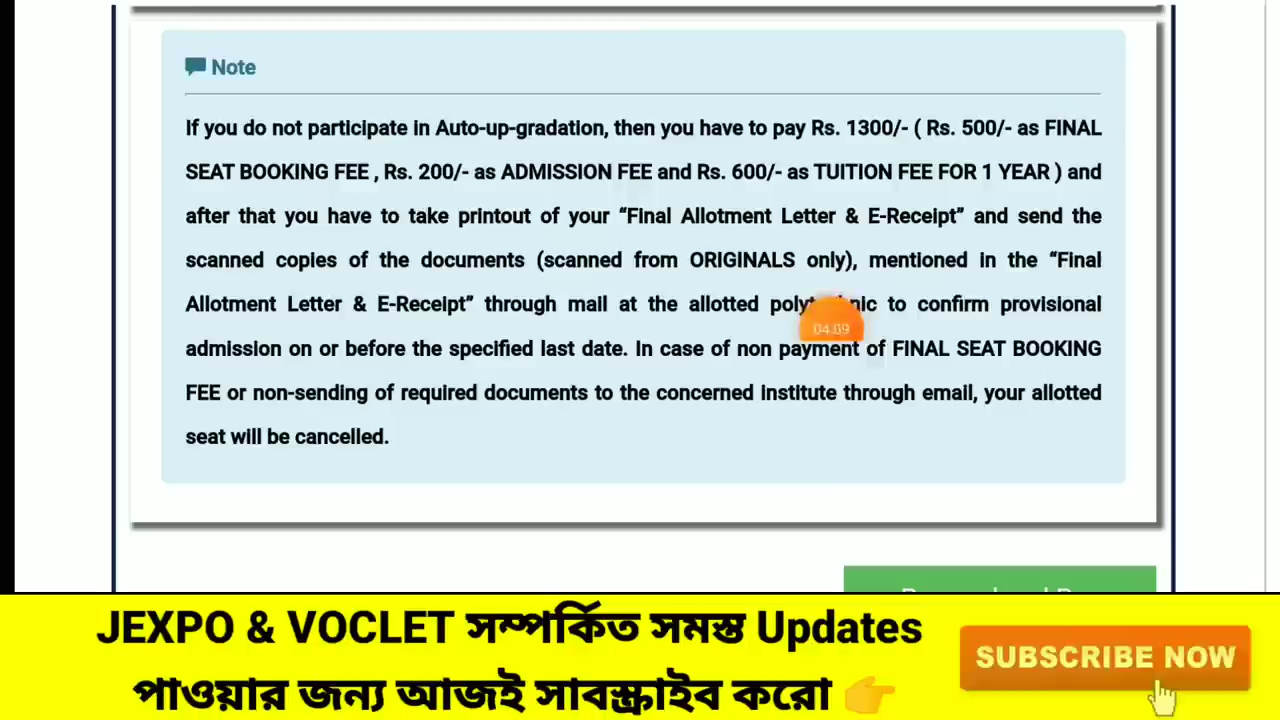 Note
If you do not participate in Auto-up-gradation, then you have to pay Rs. 1300/- ( Rs. 500/- as FINAL
SEAT BOOKING FEE , Rs. 200/- as ADMISSION FEE and Rs. 600/- as TUITION FEE FOR 1 YEAR ) and
after that you have to take printout of your “Final Allotment Letter & E-Receipt” and send the
scanned copies of the documents (scanned from ORIGINALS only), mentioned in the “Final
Allotment Letter & E-Receipt” through mail at the allotted polytechnic to confirm provisional
04:09
admission on or before the specified last date. In case of non payment of FINAL SEAT BOOKING
FEE or non-sending of required documents to the concerned institute through email, your allotted
seat will be cancelled.
JEXPO & VOCLET সম্পর্কিত সমস্ত Updates
পাওয়ার জন্য আজই সাবস্ক্রাইব করো
SUBSCRIBE NOW